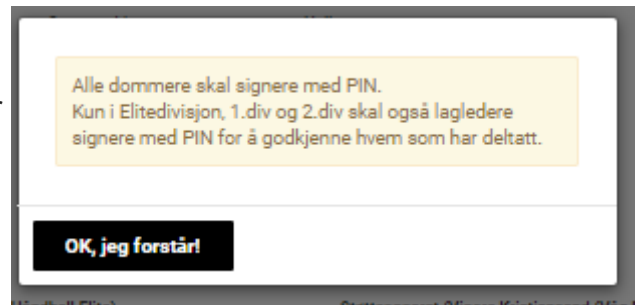 Alle dommere skal signere med PIN.
Kun i Elitedivisjon, 1.div og 2.div skal også lagledere
signere med PIN for å godkjenne hvem som har deltatt.
OK, jeg forstår!